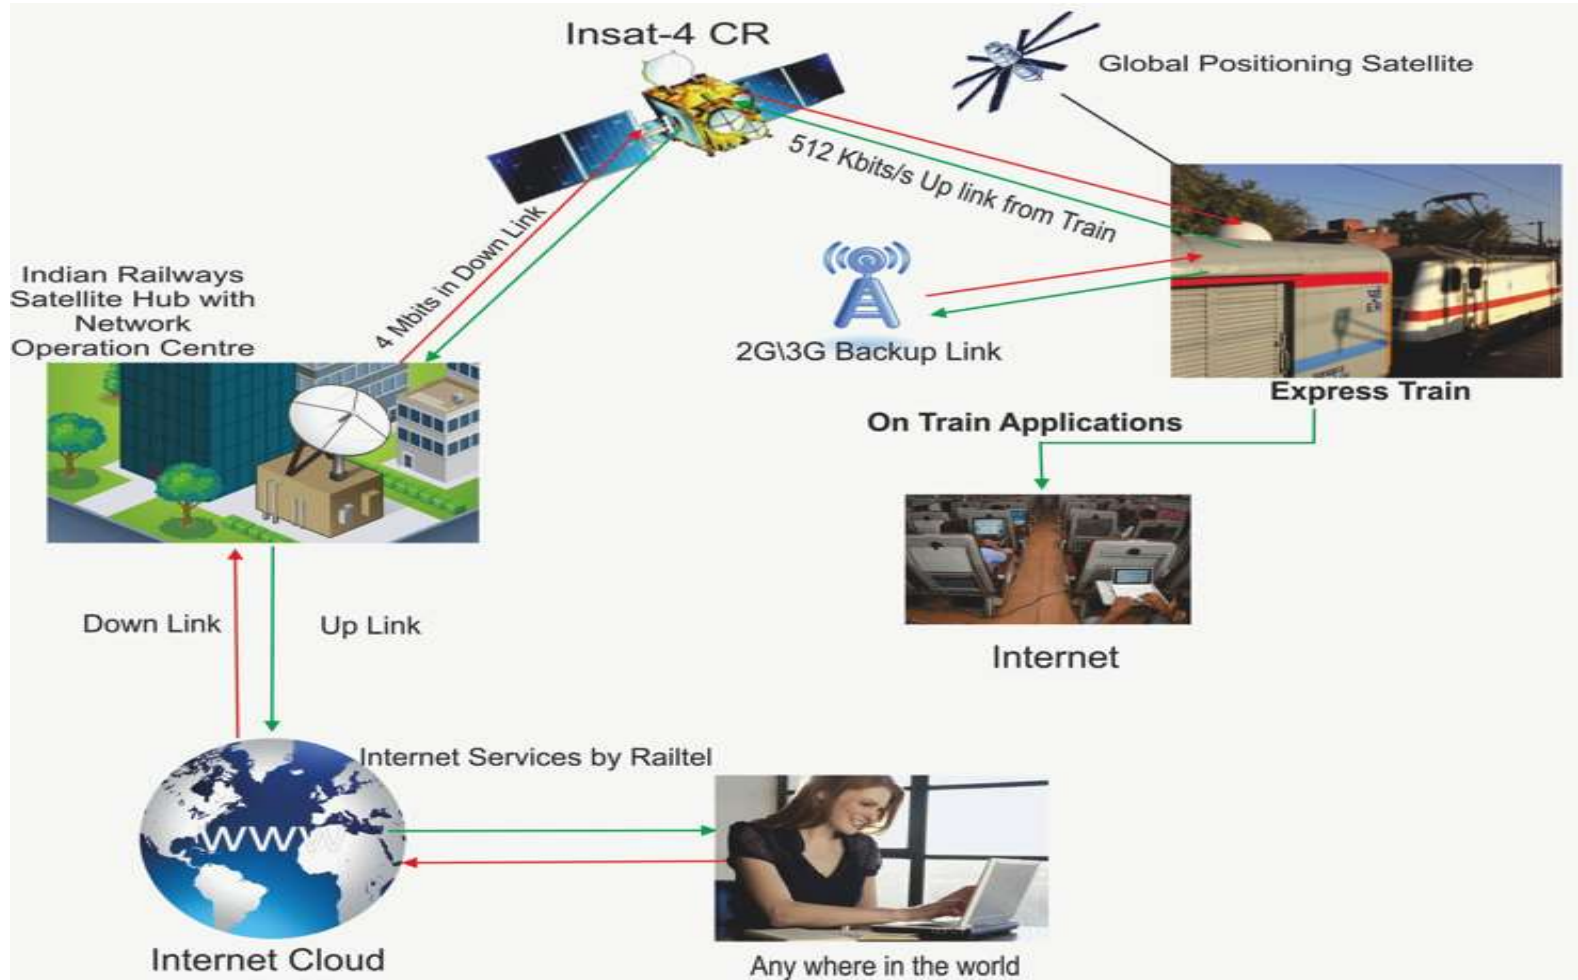 Insat-4 CR
Global Positioning Satellite
512 Kbits/s Up link from Train
4 Mbits in Down Link
Indian Railways
Satellite Hub with
Network
Operation Centre
2G\3G Backup Link
Express Train
On Train Applications
Internet
Down Link
Up Link
Internet Services by Railtel
www
Internet Cloud
Any where in the world